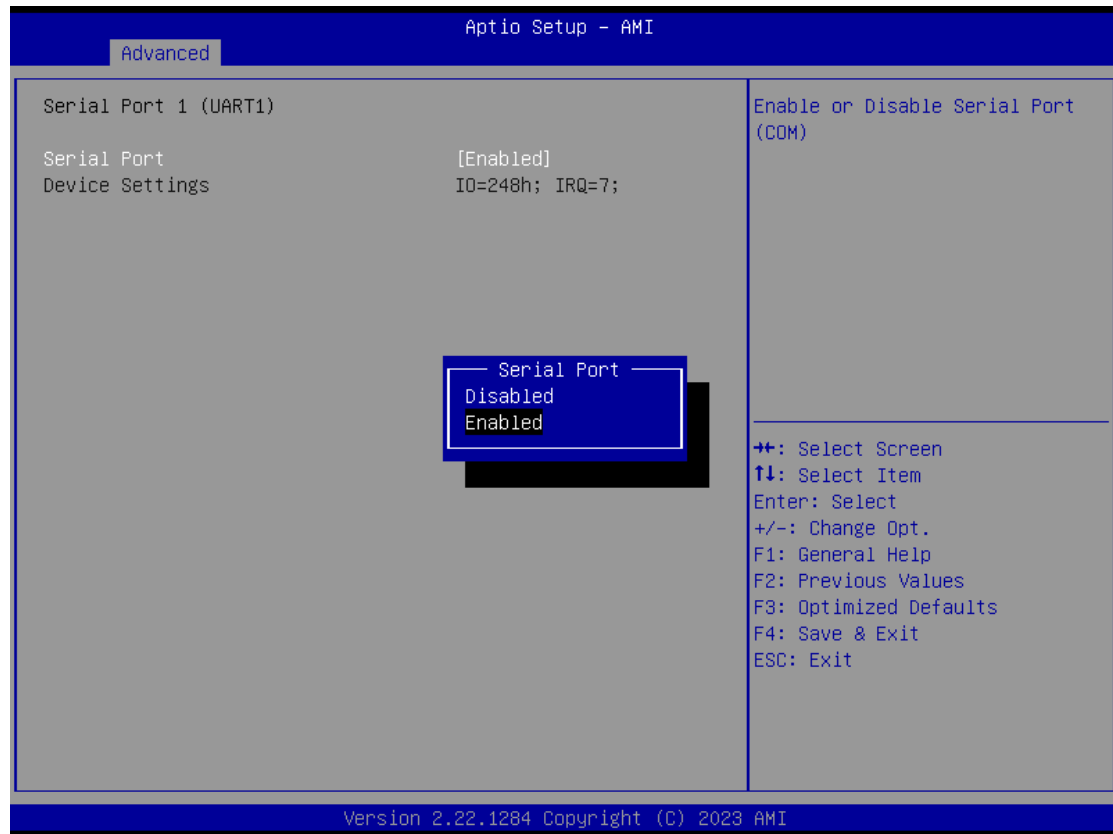 Aptio Setup - AMI
Advanced
Serial Port 1 (UART1)
Serial Port [Enabled]
Device Settings IO=248h; IRQ=7;
Serial Port
Disabled
Enabled
Enable or Disable Serial Port
(COM)
→←: Select Screen
↑↓: Select Item
Enter: Select
+/-: Change Opt.
F1: General Help
F2: Previous Values
F3: Optimized Defaults
F4: Save & Exit
ESC: Exit
Version 2.22.1284 Copyright (C) 2023 AMI